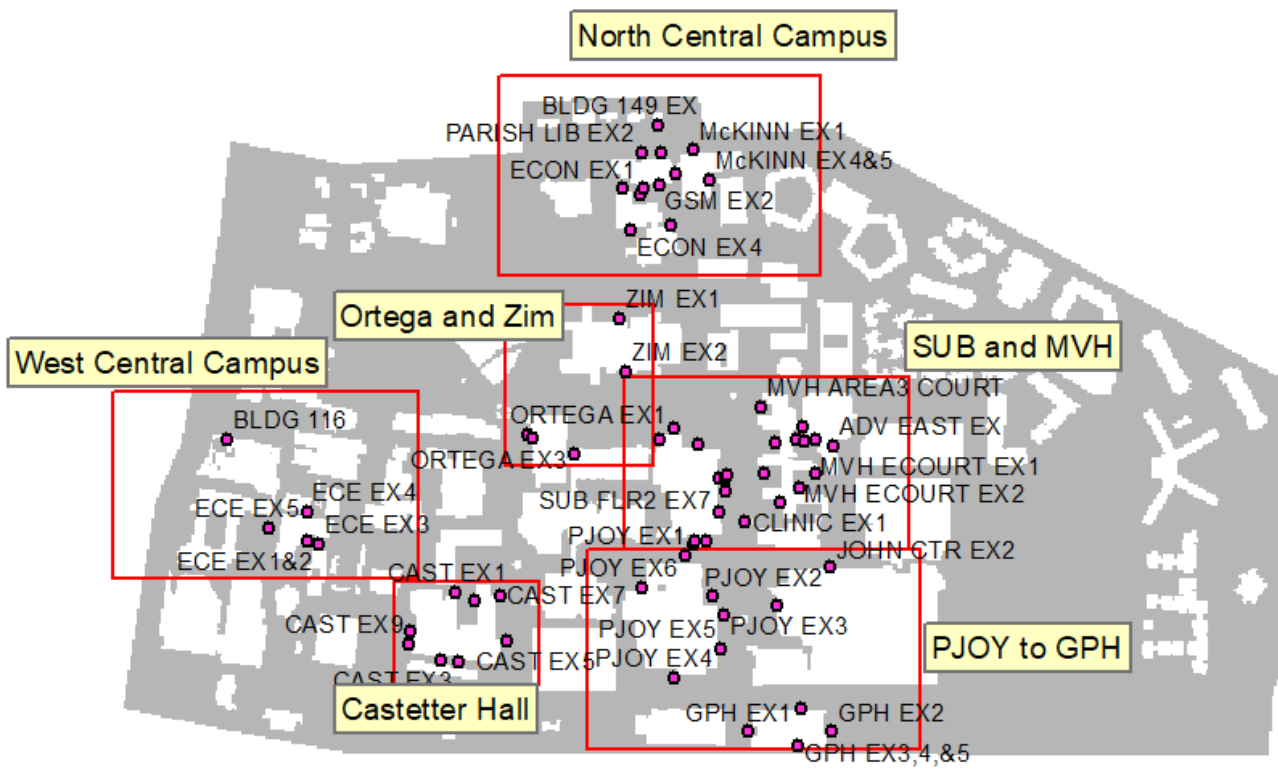 North Central Campus
BLDG 149 EX
PARISH LIB EX2
McKINN EX1
ECON EX1
McKINN EX4&5
GSM EX2
ECON EX4
Ortega and Zim
ZIM EX1
ZIM EX2
SUB and MVH
West Central Campus
MVH AREA3 COURT
BLDG 116
ORTEGA EX1
ADV EAST EX
ORTEGA EX3
MVH ECOURT EX1
ECE EX4
SUB FLR2 EX7
MVH ECOURT EX2
ECE EX5
ECE EX3
CLINIC EX1
PJOY EX1
ECE EX1&2
JOHN CTR EX2
CAST EX1
PJOY EX6
PJOY EX2
CAST EX7
CAST EX9
PJOY EX5
PJOY EX3
PJOY to GPH
CAST EX5
PJOY EX4
CAST EX3
Castetter Hall
GPH EX1
GPH EX2
GPH EX3,4,&5